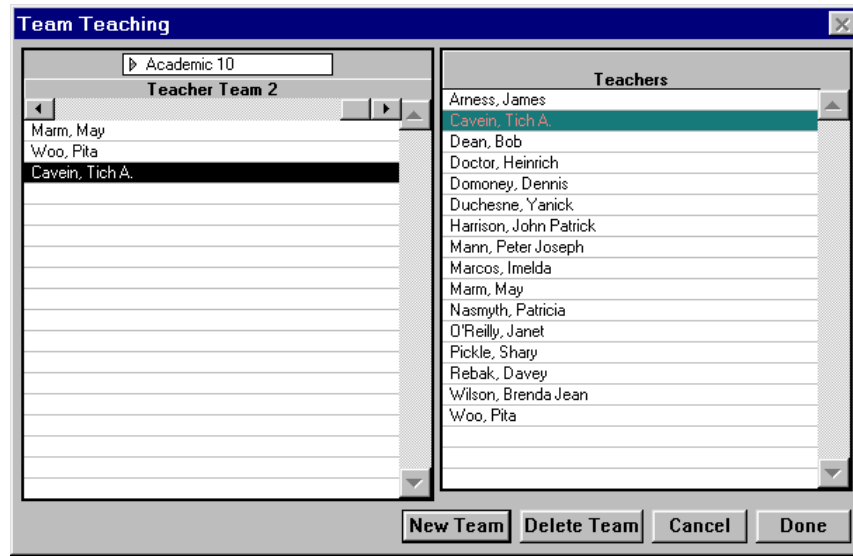 Team Teaching
Academic 10
Teacher Team 2
Marm, May
Woo, Pita
Cavein, Tich A.
Teachers
Arness, James
Cavein, Tich A.
Dean, Bob
Doctor, Heinrich
Domoney, Dennis
Duchesne, Yanick
Harrison, John Patrick
Mann, Peter Joseph
Marcos, Imelda
Marm, May
Nasmyth, Patricia
O'Reilly, Janet
Pickle, Shary
Rebak, Davey
Wilson, Brenda Jean
Woo, Pita
New Team Delete Team Cancel Done